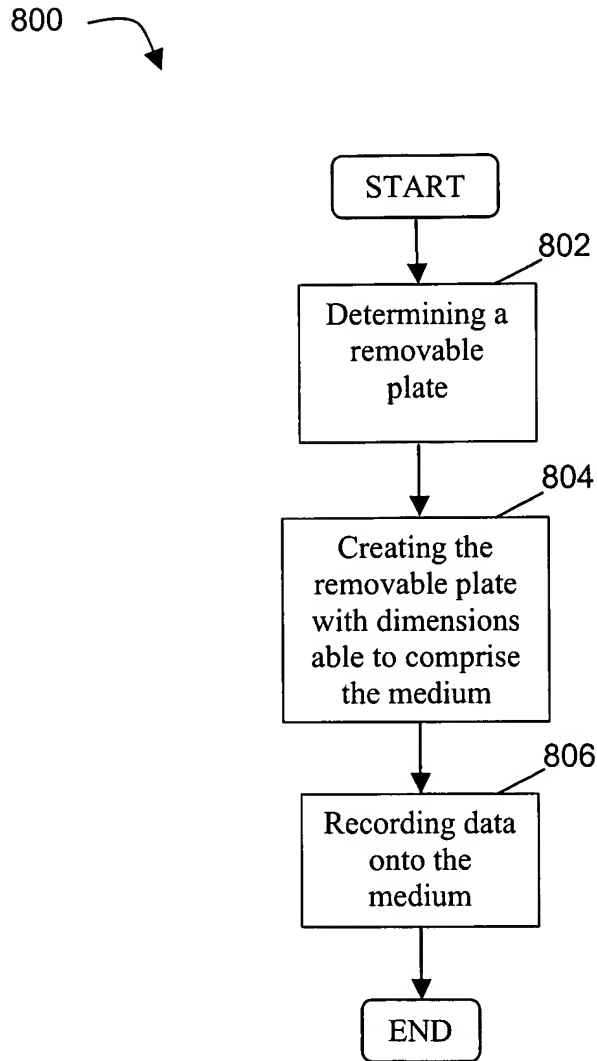 800
START
802
Determining a
removable
plate
804
Creating the
removable plate
with dimensions
able to comprise
the medium
806
Recording data
onto the
medium
END